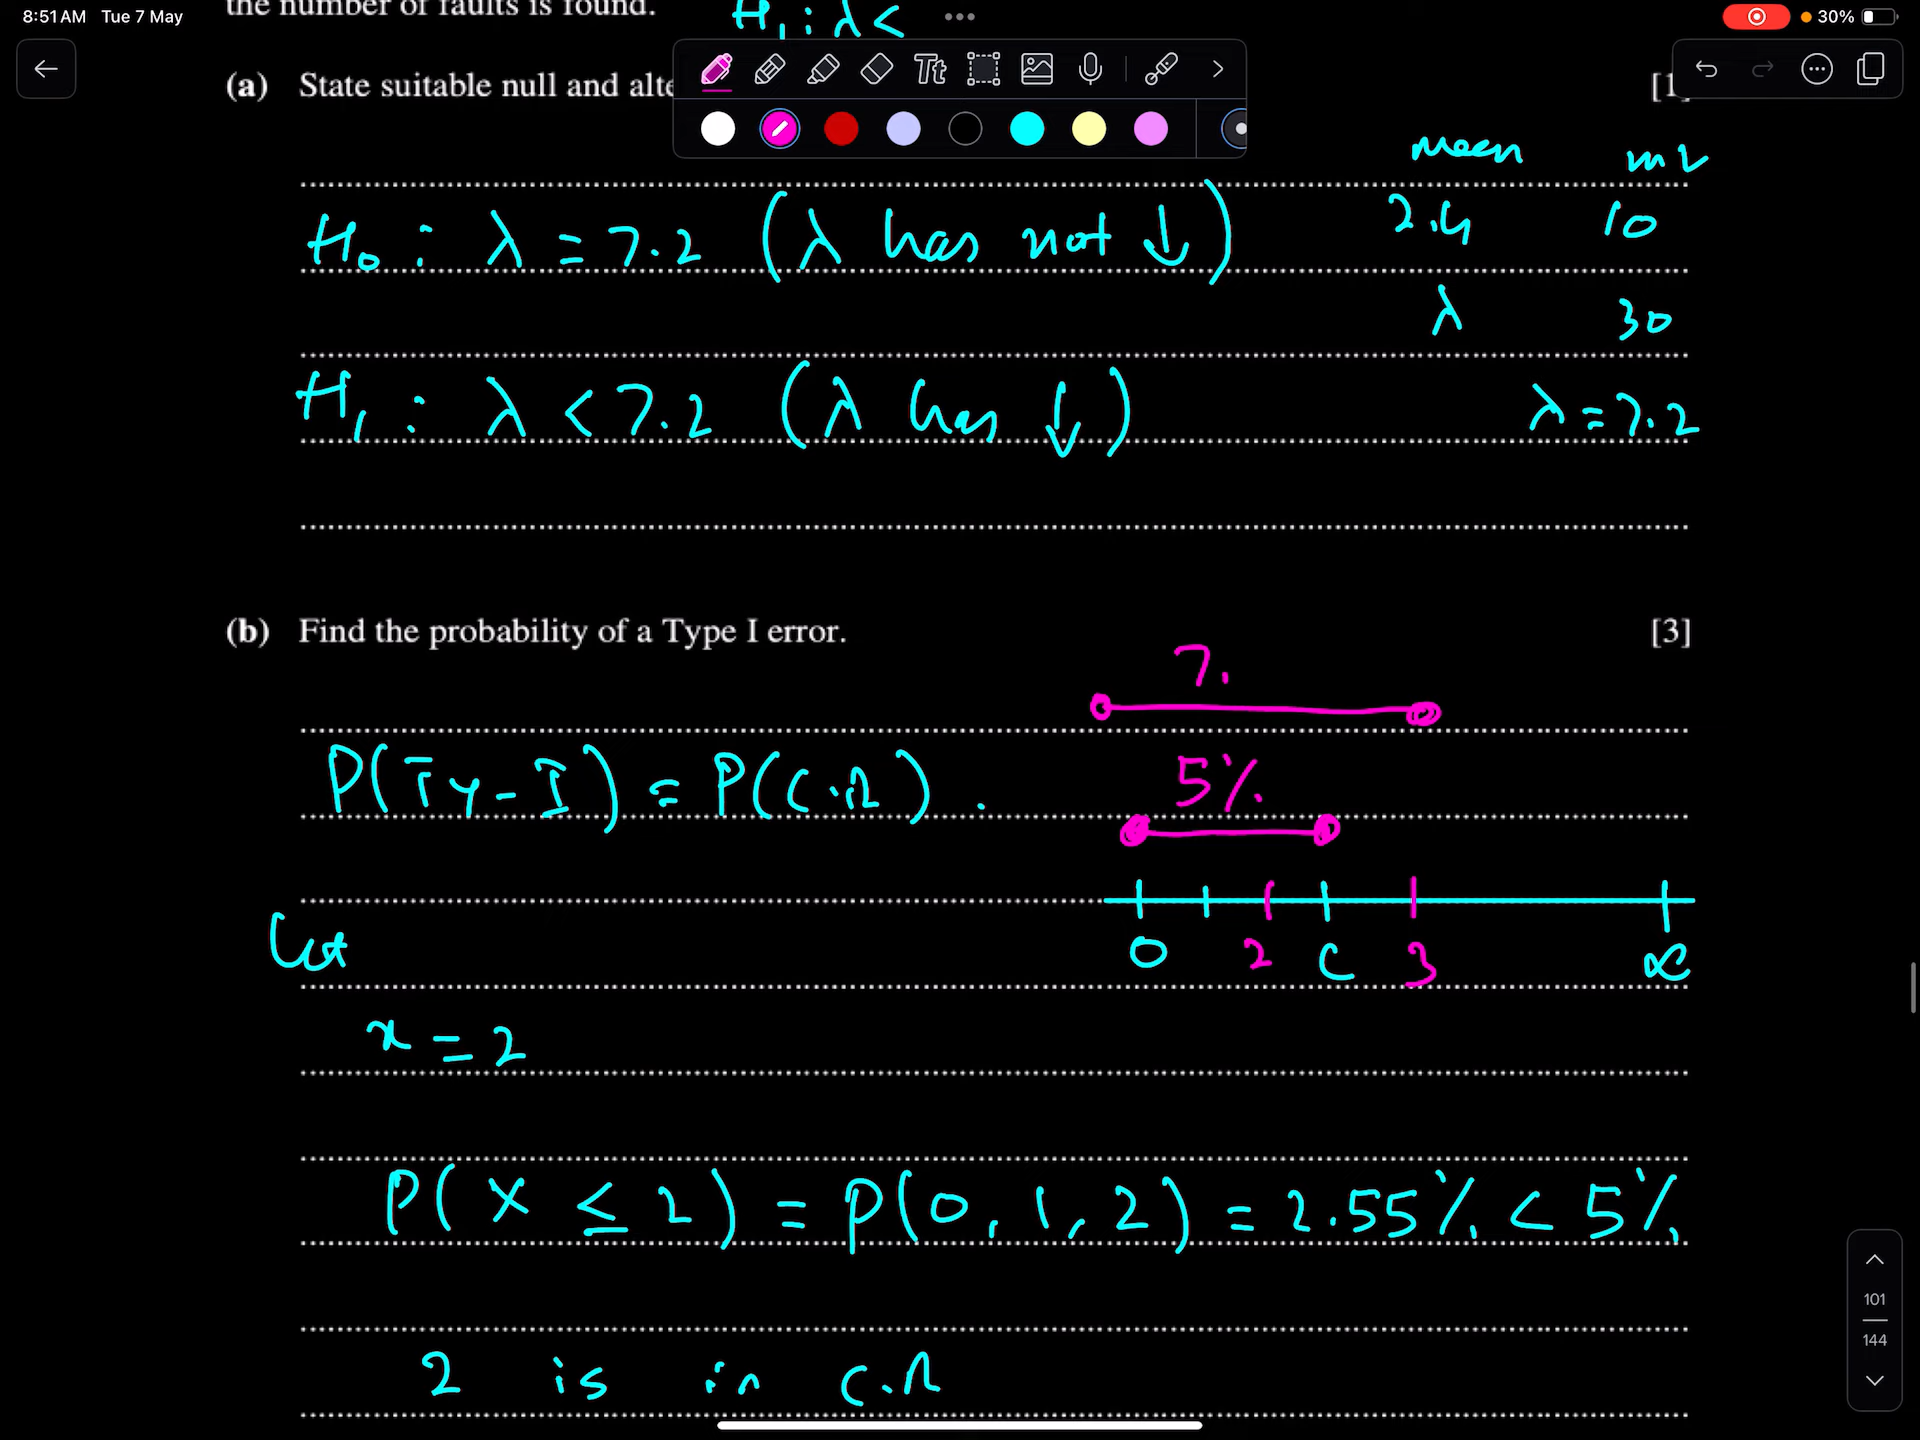 8:51 AM Tue 7 May
30%
the number of faults is found.
H₁ : λ <
(a) State suitable null and alte
[1]
Tt
mean m²
2.4 10
H₀ : λ = 7.2 (λ has not ↓)
λ 30
H₁ : λ < 7.2 (λ has ↓)
λ = 7.2
(b) Find the probability of a Type I error. [3]
7.
P(Ty-I) = P(C.R).
5%
0 2 C 3 ∞
Let
x = 2
P(X ≤ 2) = P(0, 1, 2) = 2.55% < 5%
2 is in C.R
101
144